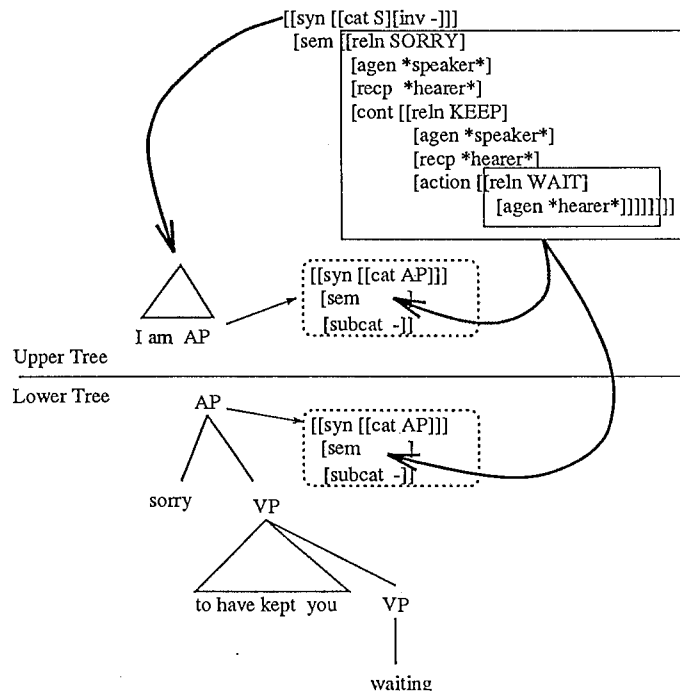 [[syn [[cat S][inv -]]]
[sem [[reln SORRY]
[agen *speaker*]
[recp *hearer*]
[cont [[reln KEEP]
[agen *speaker*]
[recp *hearer*]
[action [[reln WAIT]
[agen *hearer*]]]]]]]]
[[syn [[cat AP]]]
[sem ]
[subcat -]]
I am AP
Upper Tree
Lower Tree
AP
[[syn [[cat AP]]]
[sem ]
[subcat -]]
sorry
VP
to have kept you
VP
waiting